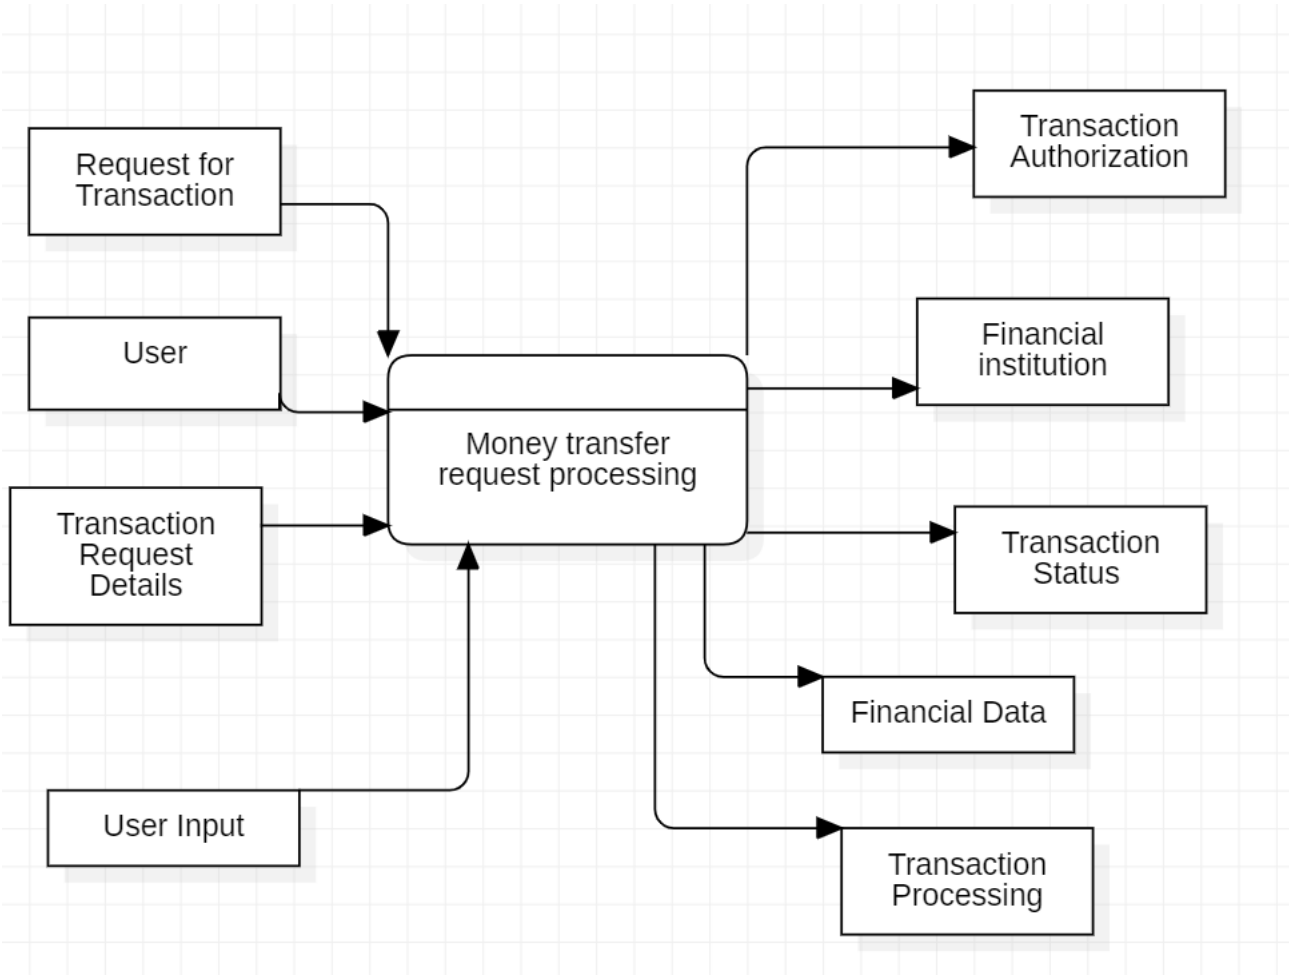 Request for
Transaction
User
Transaction
Request
Details
User Input
Money transfer
request processing
Transaction
Authorization
Financial
institution
Transaction
Status
Financial Data
Transaction
Processing